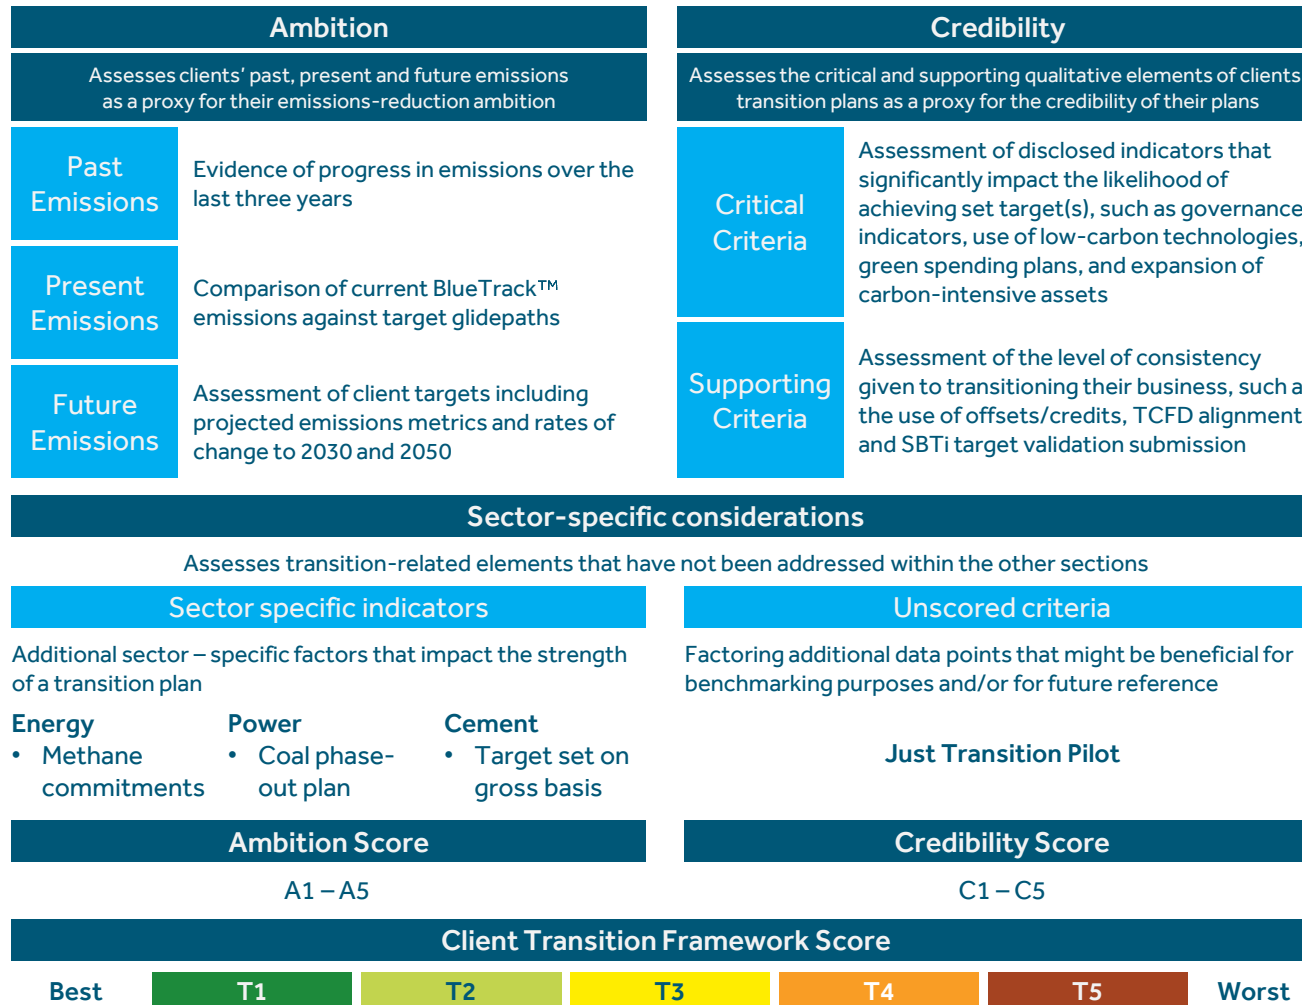 Ambition
Assesses clients’ past, present and future emissions
as a proxy for their emissions-reduction ambition
Past
Emissions
Evidence of progress in emissions over the
last three years
Present
Emissions
Comparison of current BlueTrack™
emissions against target glidepaths
Future
Emissions
Assessment of client targets including
projected emissions metrics and rates of
change to 2030 and 2050
Credibility
Assesses the critical and supporting qualitative elements of clients
transition plans as a proxy for the credibility of their plans
Critical
Criteria
Assessment of disclosed indicators that
significantly impact the likelihood of
achieving set target(s), such as governance
indicators, use of low-carbon technologies,
green spending plans, and expansion of
carbon-intensive assets
Supporting
Criteria
Assessment of the level of consistency
given to transitioning their business, such a
the use of offsets/credits, TCFD alignment
and SBTi target validation submission
Sector-specific considerations
Assesses transition-related elements that have not been addressed within the other sections
Sector specific indicators
Additional sector – specific factors that impact the strength
of a transition plan
Energy
• Methane
commitments
Power
• Coal phase-
out plan
Cement
• Target set on
gross basis
Unscored criteria
Factoring additional data points that might be beneficial for
benchmarking purposes and/or for future reference
Just Transition Pilot
Ambition Score
A1 – A5
Credibility Score
C1 – C5
Client Transition Framework Score
Best T1 T2 T3 T4 T5 Worst